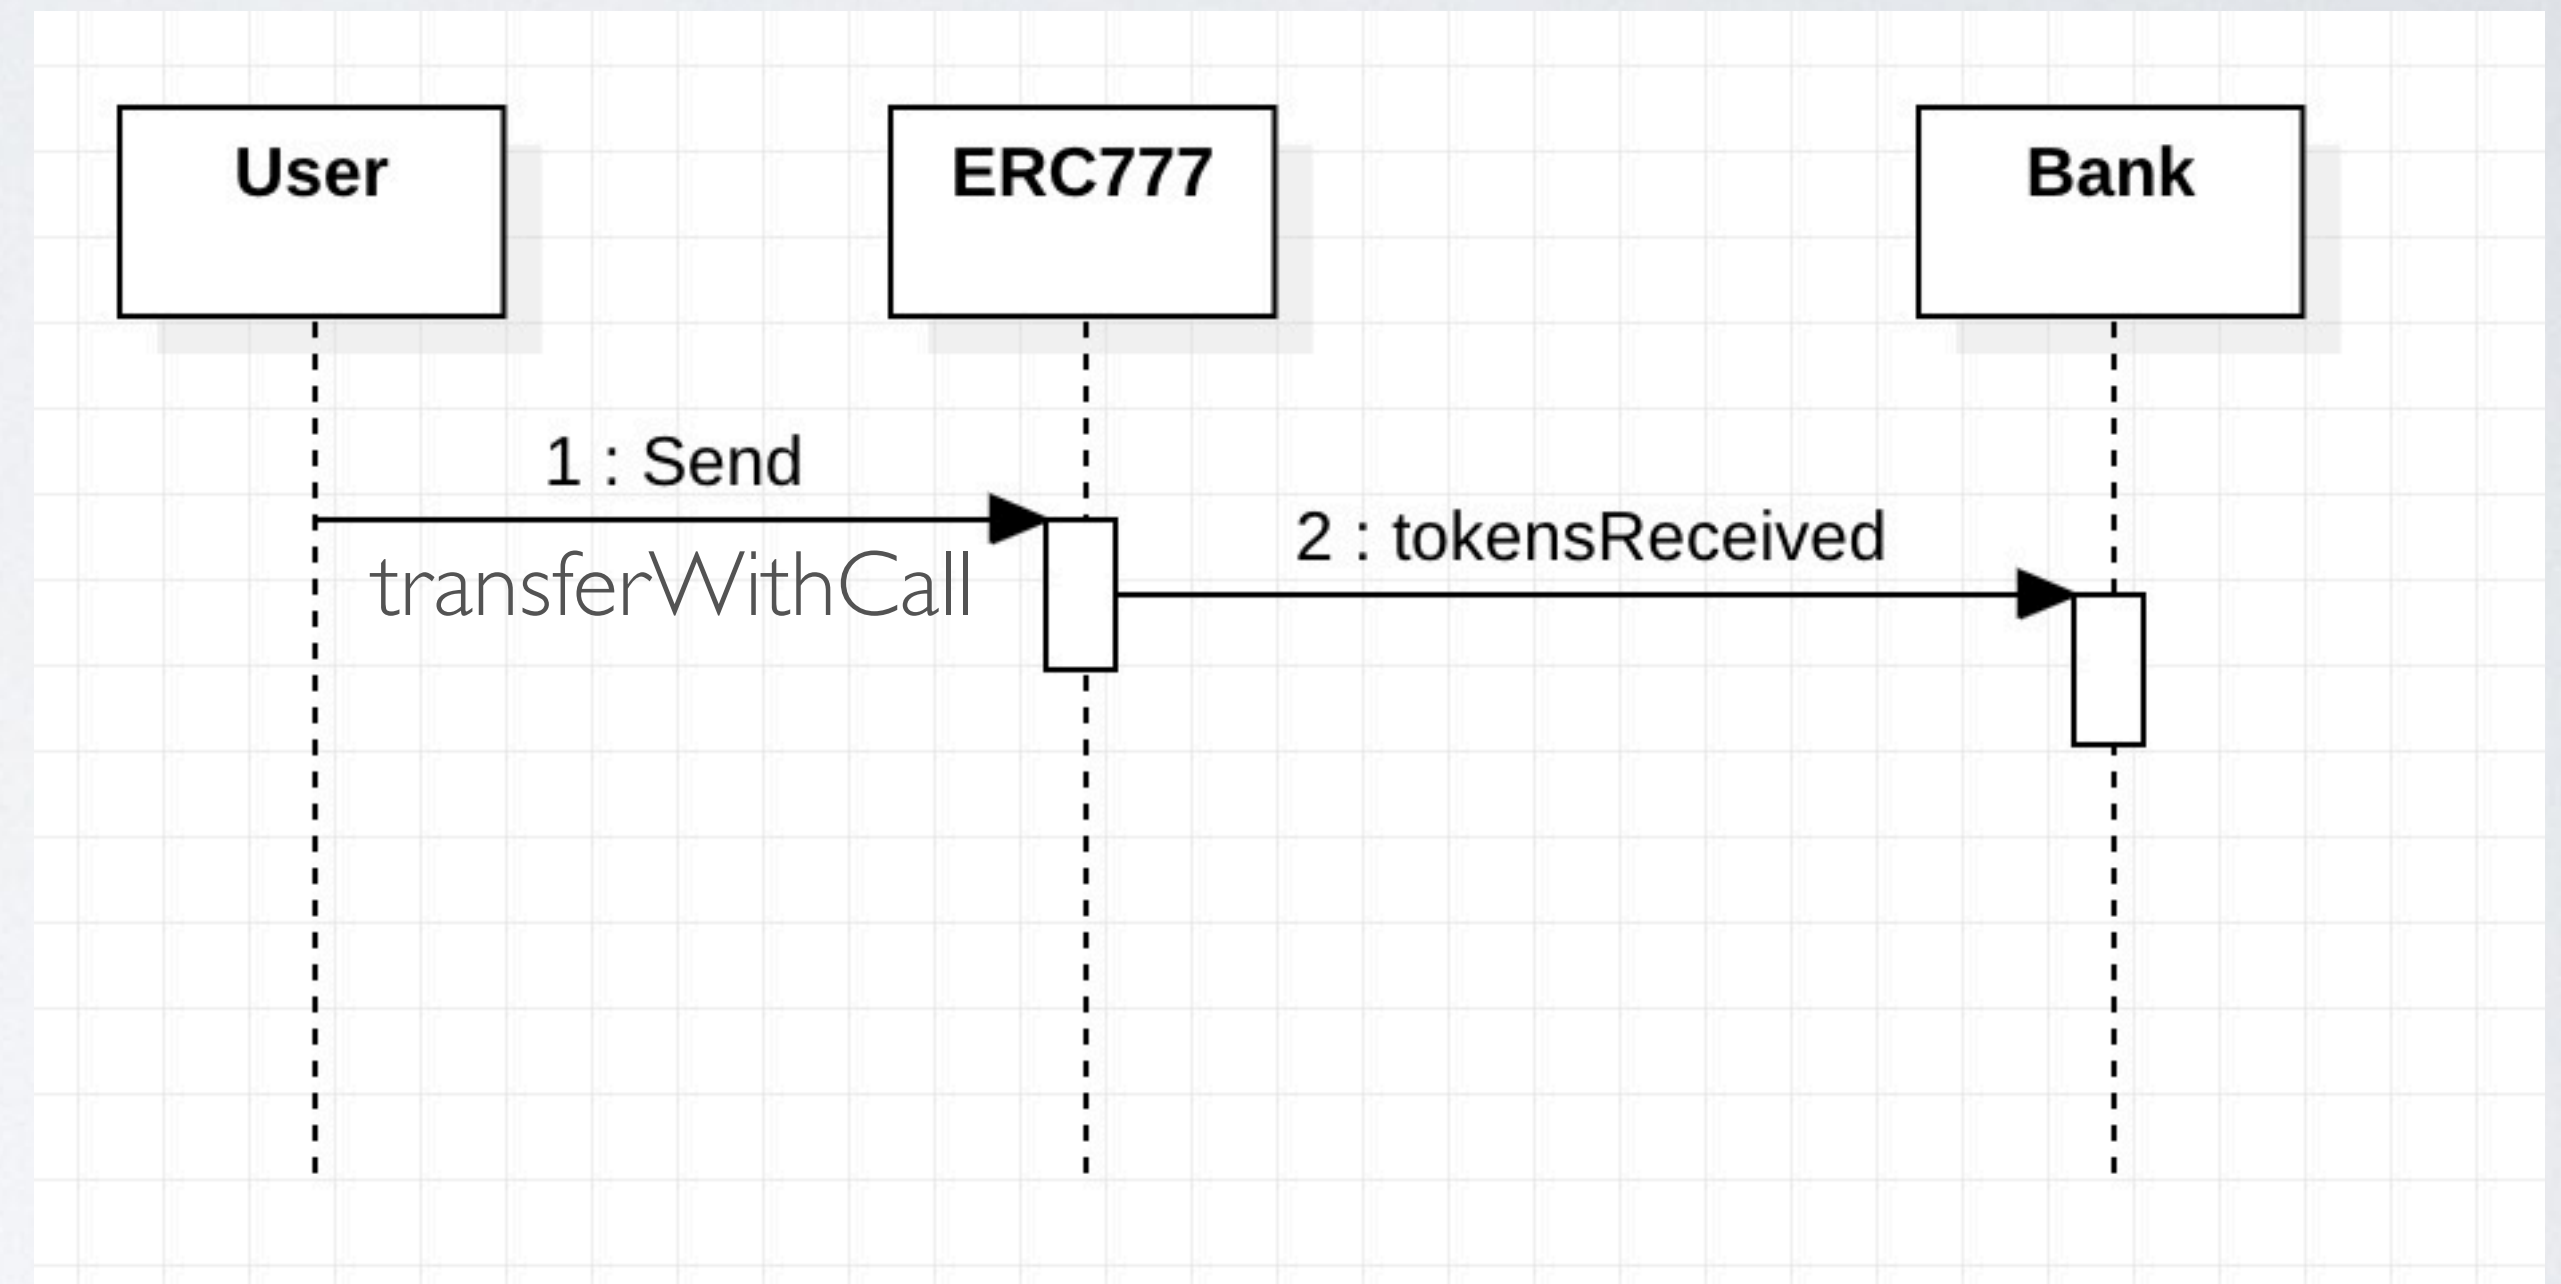 User
ERC777
Bank
1 : Send
2 : tokensReceived
transferWithCall